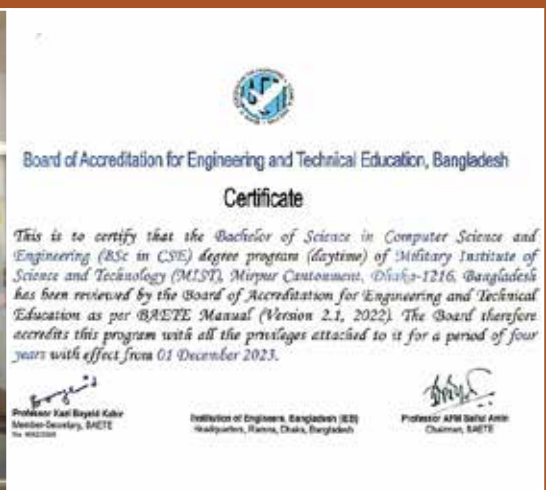 Board of Accreditation for Engineering and Technical Education, Bangladesh
Certificate
This is to certify that the Bachelor of Science in Computer Science and
Engineering (BSc in CSE) degree program (daytime) of Military Institute of
Science and Technology (MIST), Mirpur Cantonment, Dhaka-1216, Bangladesh
has been reviewed by the Board of Accreditation for Engineering and Technical
Education as per BAETE Manual (Version 2.1, 2022). The Board therefore
accredits this program with all the privileges attached to it for a period of four
years with effect from 01 December 2023.
Professor Kazi Bayzid Kabir
Member-Secretary, BAETE
Institution of Engineers, Bangladesh (IEB)
Headquarters, Ramna, Dhaka, Bangladesh
Professor AFM Saiful Amin
Chairman, BAETE